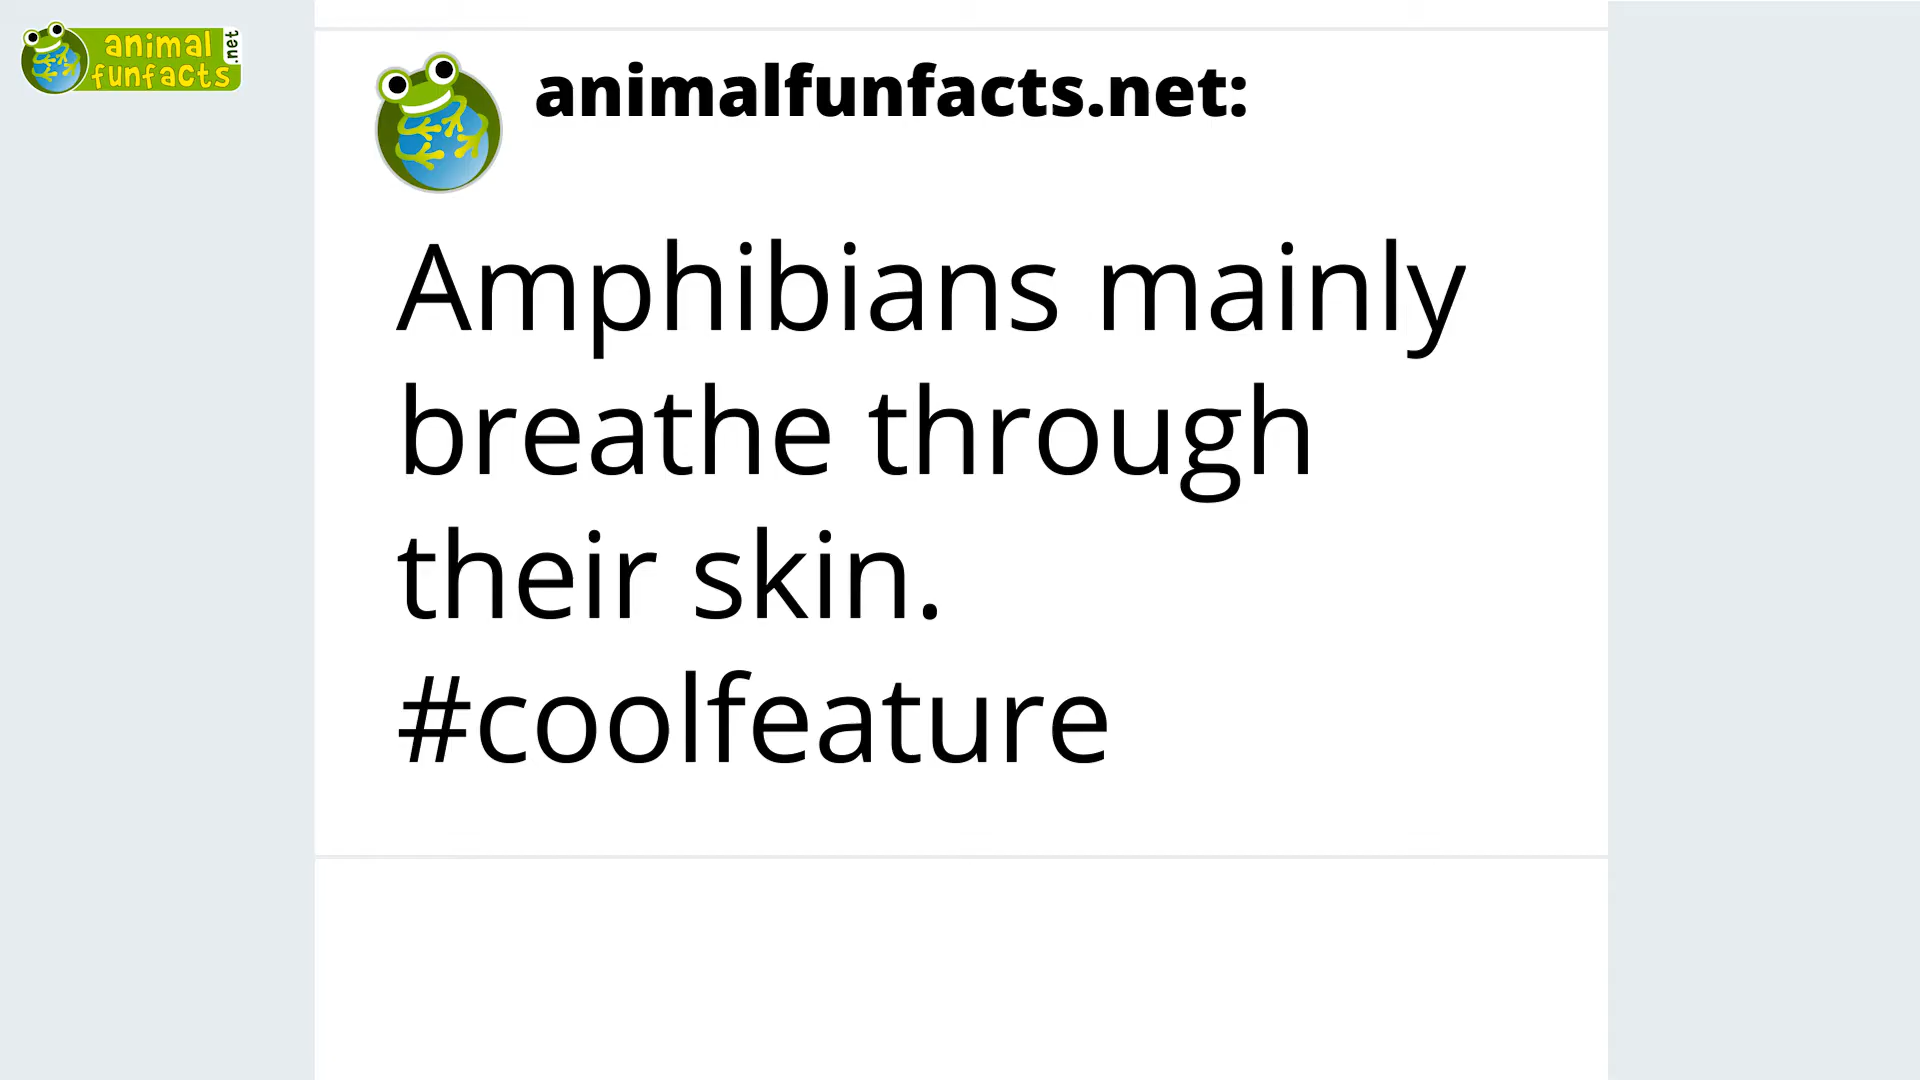 animal
funfacts
.net
animalfunfacts.net:
Amphibians mainly
breathe through
their skin.
#coolfeature